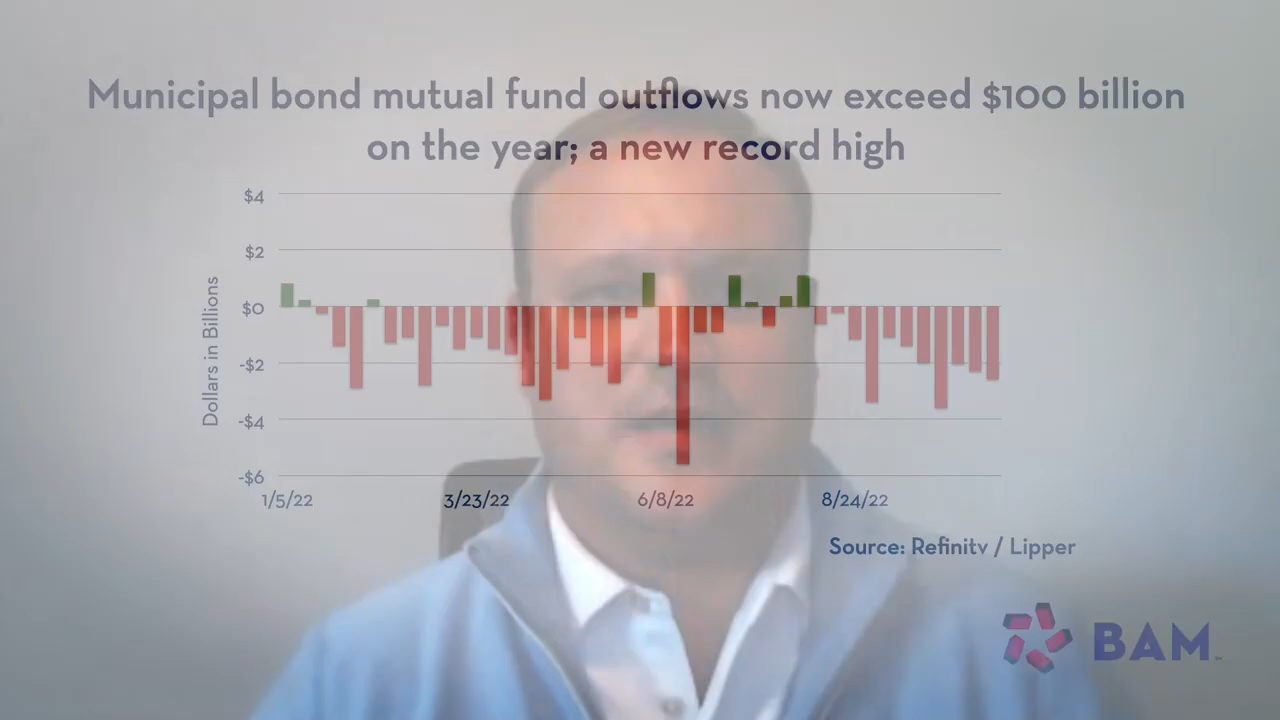 Municipal bond mutual fund outflows now exceed $100 billion
on the year; a new record high
$4
$2
$0
-$2
-$4
-$6
Dollars in Billions
1/5/22 3/23/22 6/8/22 8/24/22
Source: Refinitv / Lipper
BAM